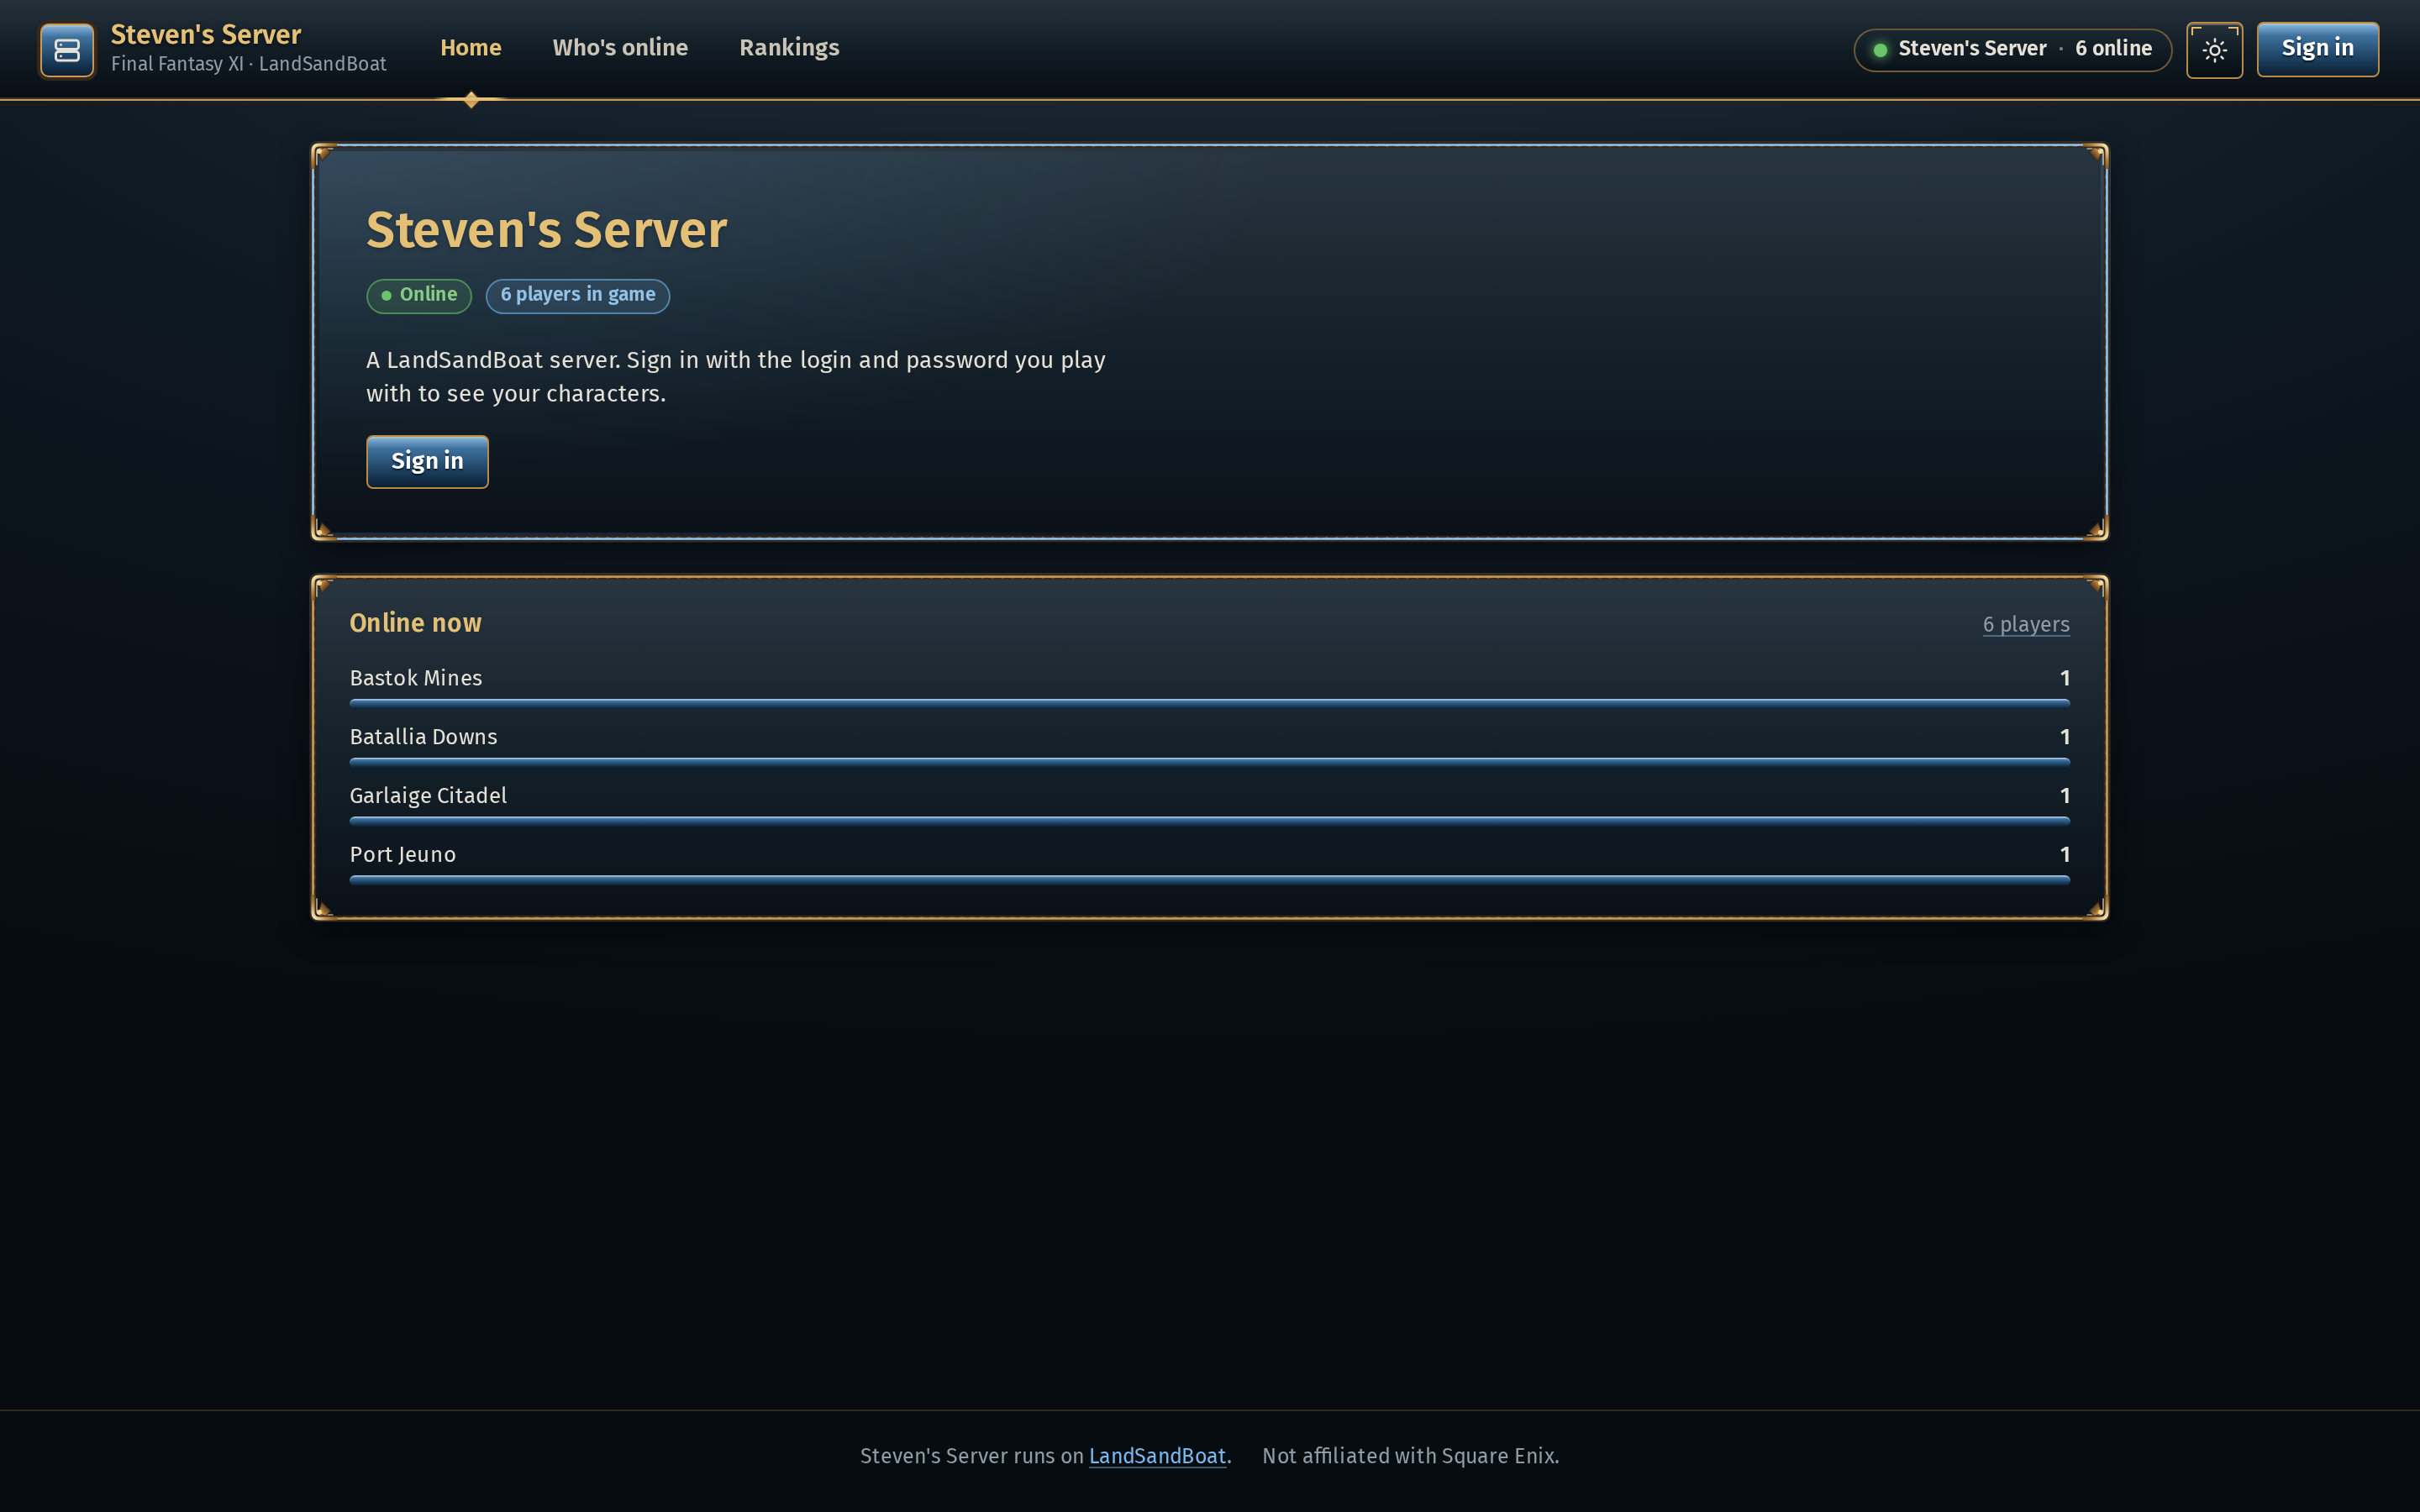 Steven's Server
Final Fantasy XI · LandSandBoat
Home
Who's online
Rankings
Steven's Server · 6 online
Sign in
Steven's Server
Online
6 players in game
A LandSandBoat server. Sign in with the login and password you play
with to see your characters.
Sign in
Online now
6 players
Bastok Mines 1
Batallia Downs 1
Garlaige Citadel 1
Port Jeuno 1
Steven's Server runs on LandSandBoat. Not affiliated with Square Enix.